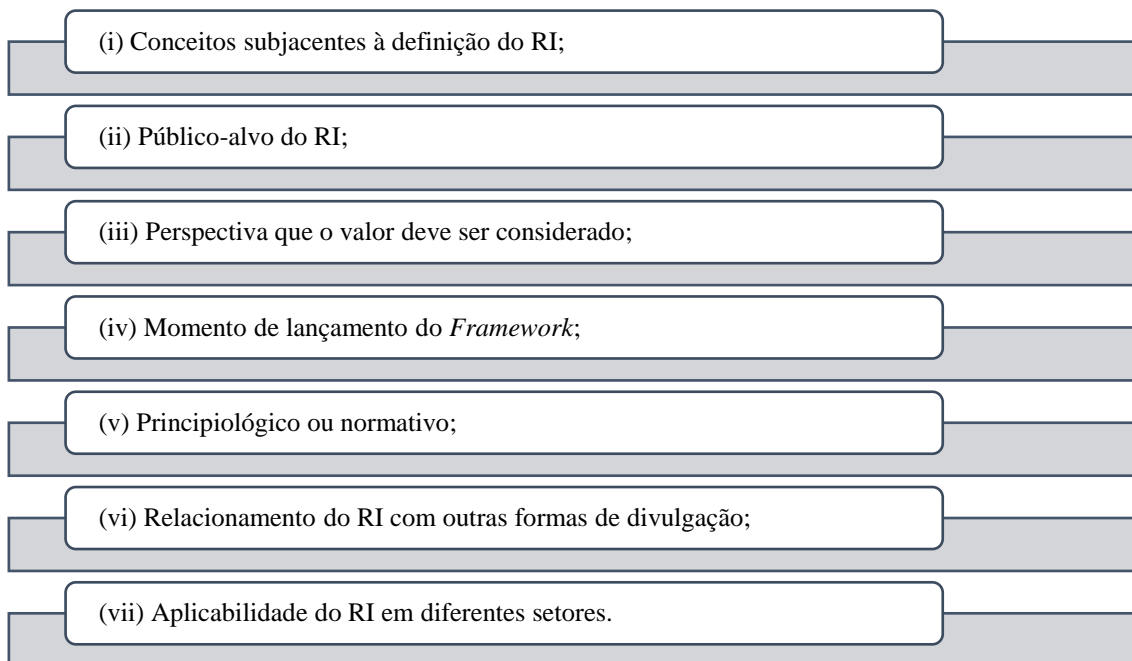 (i) Conceitos subjacentes à definição do RI;
(ii) Público-alvo do RI;
(iii) Perspectiva que o valor deve ser considerado;
(iv) Momento de lançamento do Framework;
(v) Principiológico ou normativo;
(vi) Relacionamento do RI com outras formas de divulgação;
(vii) Aplicabilidade do RI em diferentes setores.